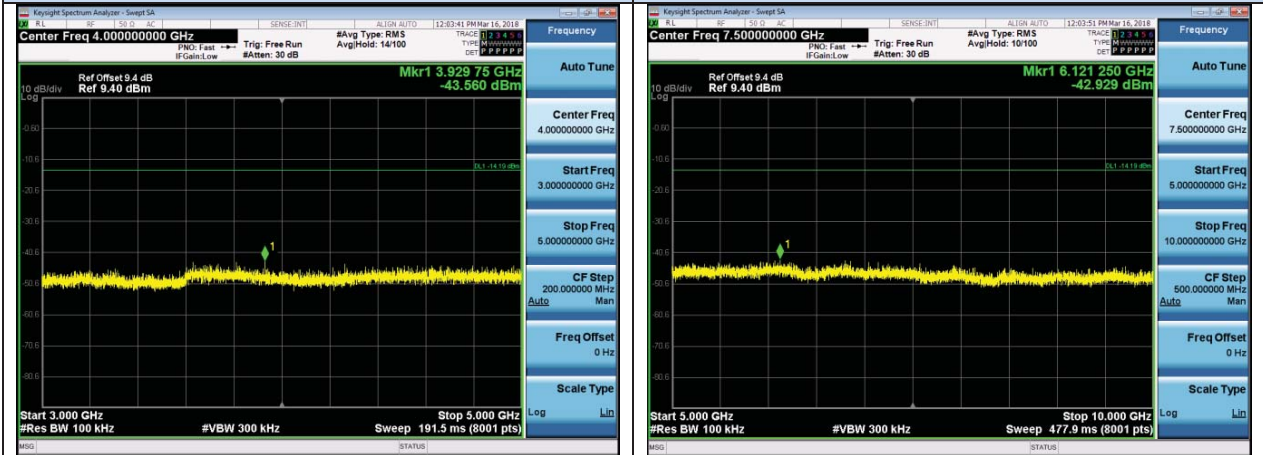 Keysight Spectrum Analyzer - Swept SA
RL RF 50 Ω AC SENSE:INT ALIGN AUTO 12:03:41 PM Mar 16, 2018
Center Freq 4.000000000 GHz #Avg Type: RMS TRACE 1 2 3 4 5 6
PNO: Fast Trig: Free Run Avg|Hold: 14/100 TYPE M W W W W W
IFGain:Low #Atten: 30 dB DET P P P P P P
Frequency
Auto Tune
Ref Offset 9.4 dB Mkr1 3.929 75 GHz
10 dB/div Ref 9.40 dBm -43.560 dBm
Log
-0.60
-10.6
DL1 -14.19 dBm
-20.6
-30.6
1
-40.6
-50.6
-60.6
-70.6
-80.6
Center Freq
4.000000000 GHz
Start Freq
3.000000000 GHz
Stop Freq
5.000000000 GHz
CF Step
200.000000 MHz
Auto Man
Freq Offset
0 Hz
Scale Type
Log Lin
Start 3.000 GHz Stop 5.000 GHz
#Res BW 100 kHz #VBW 300 kHz Sweep 191.5 ms (8001 pts)
MSG STATUS
Keysight Spectrum Analyzer - Swept SA
RL RF 50 Ω AC SENSE:INT ALIGN AUTO 12:03:51 PM Mar 16, 2018
Center Freq 7.500000000 GHz #Avg Type: RMS TRACE 1 2 3 4 5 6
PNO: Fast Trig: Free Run Avg|Hold: 10/100 TYPE M W W W W W
IFGain:Low #Atten: 30 dB DET P P P P P P
Frequency
Auto Tune
Ref Offset 9.4 dB Mkr1 6.121 250 GHz
10 dB/div Ref 9.40 dBm -42.929 dBm
Log
-0.60
-10.6
DL1 -14.19 dBm
-20.6
-30.6
1
-40.6
-50.6
-60.6
-70.6
-80.6
Center Freq
7.500000000 GHz
Start Freq
5.000000000 GHz
Stop Freq
10.000000000 GHz
CF Step
500.000000 MHz
Auto Man
Freq Offset
0 Hz
Scale Type
Log Lin
Start 5.000 GHz Stop 10.000 GHz
#Res BW 100 kHz #VBW 300 kHz Sweep 477.9 ms (8001 pts)
MSG STATUS